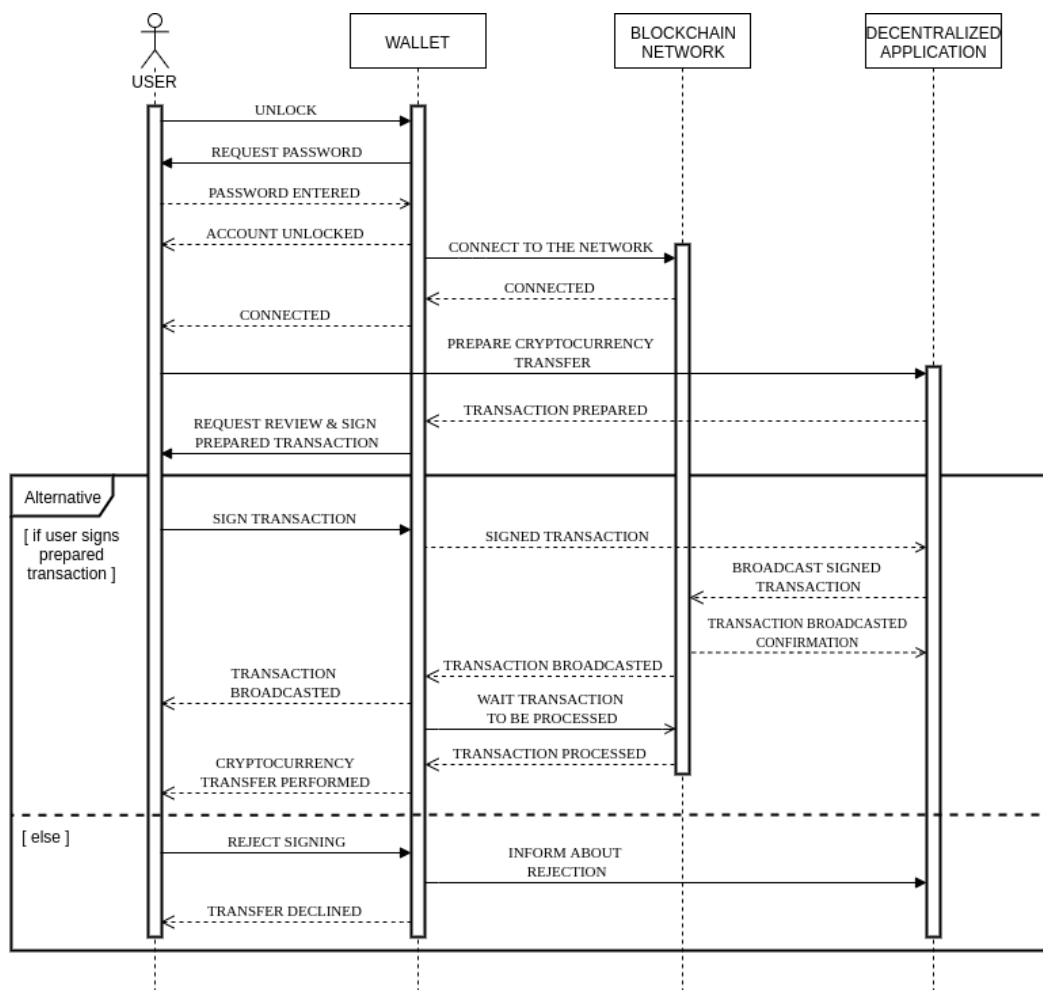 USER
WALLET
BLOCKCHAIN
NETWORK
DECENTRALIZED
APPLICATION
UNLOCK
REQUEST PASSWORD
PASSWORD ENTERED
ACCOUNT UNLOCKED
CONNECT TO THE NETWORK
CONNECTED
CONNECTED
PREPARE CRYPTOCURRENCY
TRANSFER
TRANSACTION PREPARED
REQUEST REVIEW & SIGN
PREPARED TRANSACTION
Alternative
[ if user signs
prepared
transaction ]
SIGN TRANSACTION
SIGNED TRANSACTION
BROADCAST SIGNED
TRANSACTION
TRANSACTION BROADCASTED
CONFIRMATION
TRANSACTION BROADCASTED
TRANSACTION
BROADCASTED
WAIT TRANSACTION
TO BE PROCESSED
TRANSACTION PROCESSED
CRYPTOCURRENCY
TRANSFER PERFORMED
[ else ]
REJECT SIGNING
INFORM ABOUT
REJECTION
TRANSFER DECLINED